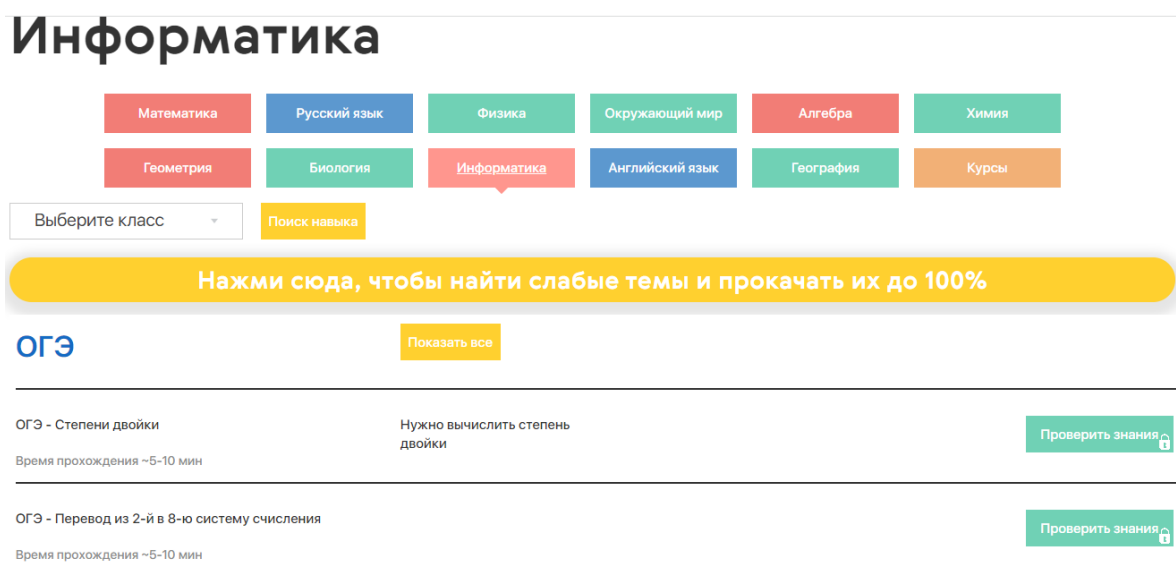 Информатика
Математика
Русский язык
Физика
Окружающий мир
Алгебра
Химия
Геометрия
Биология
Информатика
Английский язык
География
Курсы
Выберите класс
Поиск навыка
Нажми сюда, чтобы найти слабые темы и прокачать их до 100%
ОГЭ
Показать все
ОГЭ - Степени двойки
Нужно вычислить степень
двойки
Проверить знания
Время прохождения ~5-10 мин
ОГЭ - Перевод из 2-й в 8-ю систему счисления
Проверить знания
Время прохождения ~5-10 мин